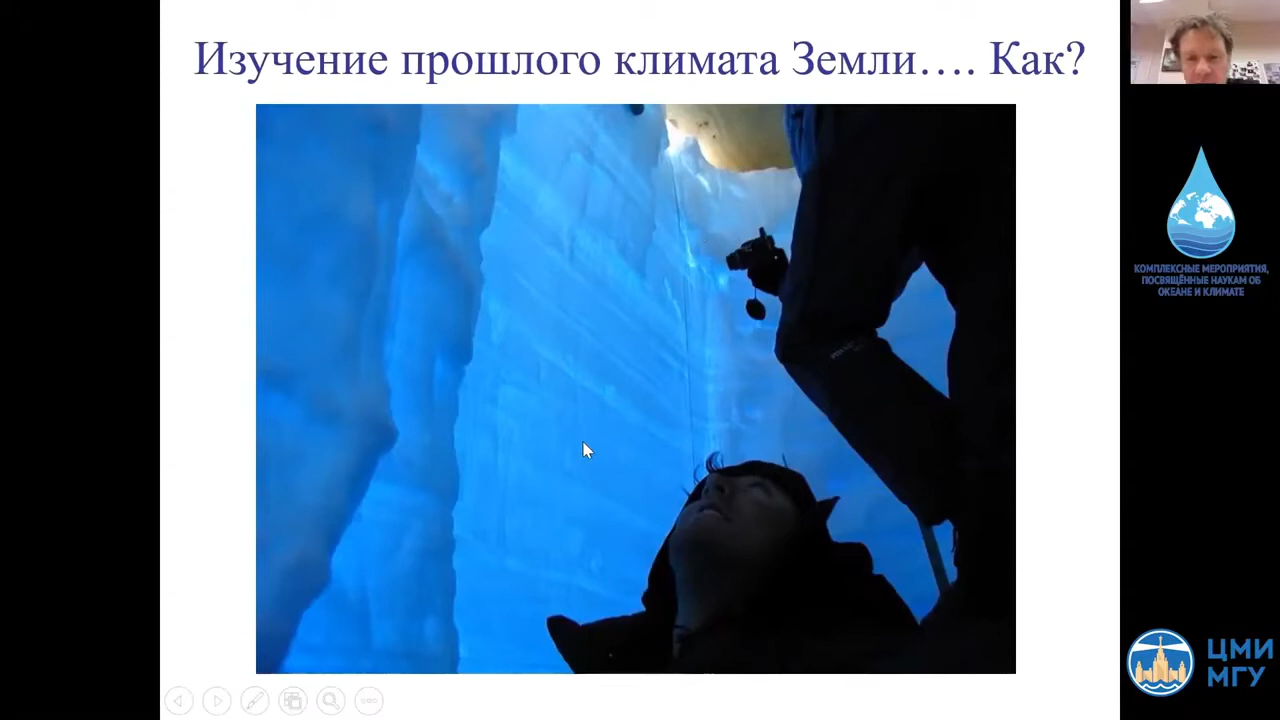 Изучение прошлого климата Земли…. Как?
КОМПЛЕКСНЫЕ МЕРОПРИЯТИЯ,
ПОСВЯЩЁННЫЕ НАУКАМ ОБ
ОКЕАНЕ И КЛИМАТЕ
ЦМИ
МГУ